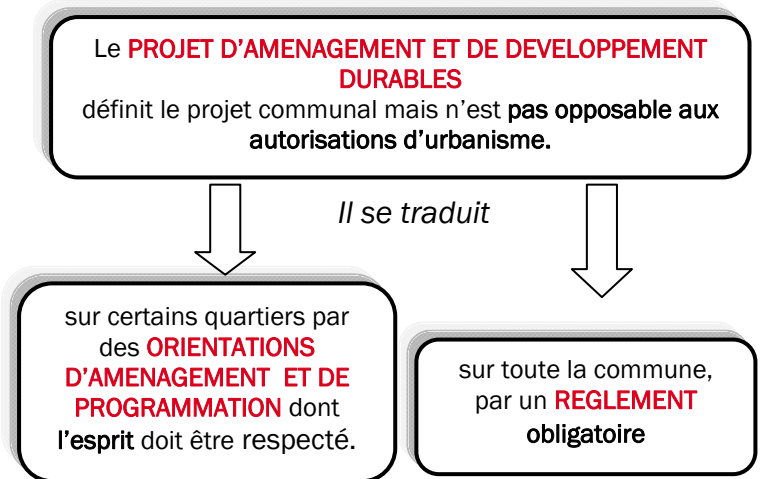 Le PROJET D’AMENAGEMENT ET DE DEVELOPPEMENT
DURABLES
définit le projet communal mais n’est pas opposable aux
autorisations d’urbanisme.
Il se traduit
sur certains quartiers par
des ORIENTATIONS
D’AMENAGEMENT ET DE
PROGRAMMATION dont
l’esprit doit être respecté.
sur toute la commune,
par un REGLEMENT
obligatoire